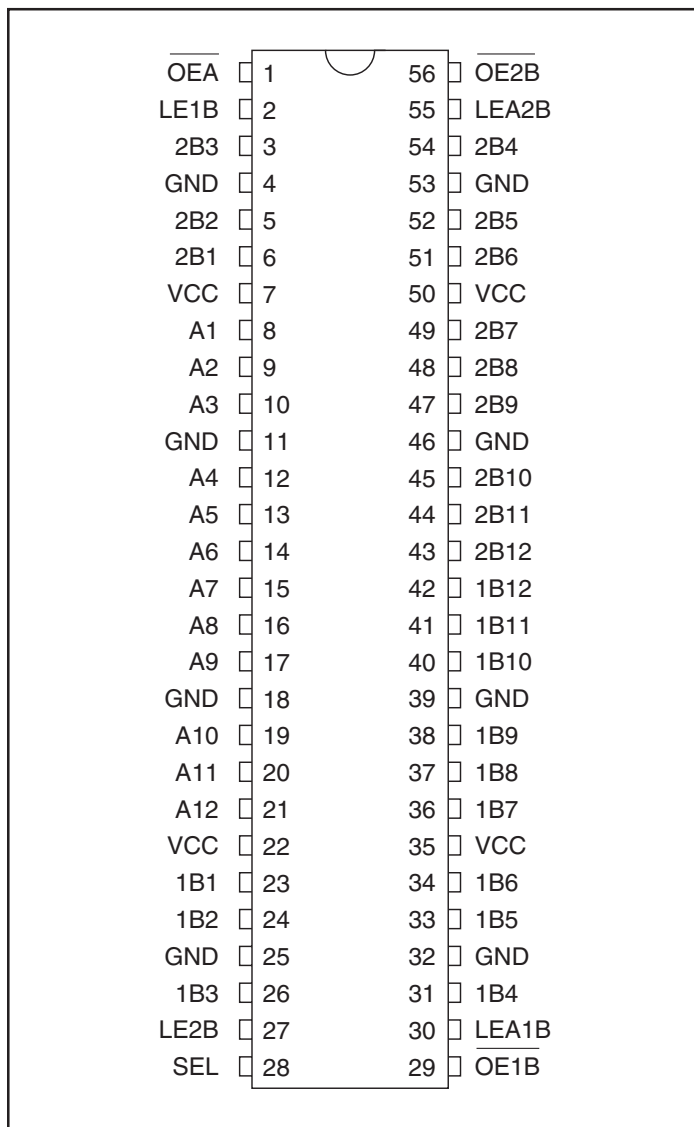 OEA 1 56 OE2B
LE1B 2 55 LEA2B
2B3 3 54 2B4
GND 4 53 GND
2B2 5 52 2B5
2B1 6 51 2B6
VCC 7 50 VCC
A1 8 49 2B7
A2 9 48 2B8
A3 10 47 2B9
GND 11 46 GND
A4 12 45 2B10
A5 13 44 2B11
A6 14 43 2B12
A7 15 42 1B12
A8 16 41 1B11
A9 17 40 1B10
GND 18 39 GND
A10 19 38 1B9
A11 20 37 1B8
A12 21 36 1B7
VCC 22 35 VCC
1B1 23 34 1B6
1B2 24 33 1B5
GND 25 32 GND
1B3 26 31 1B4
LE2B 27 30 LEA1B
SEL 28 29 OE1B